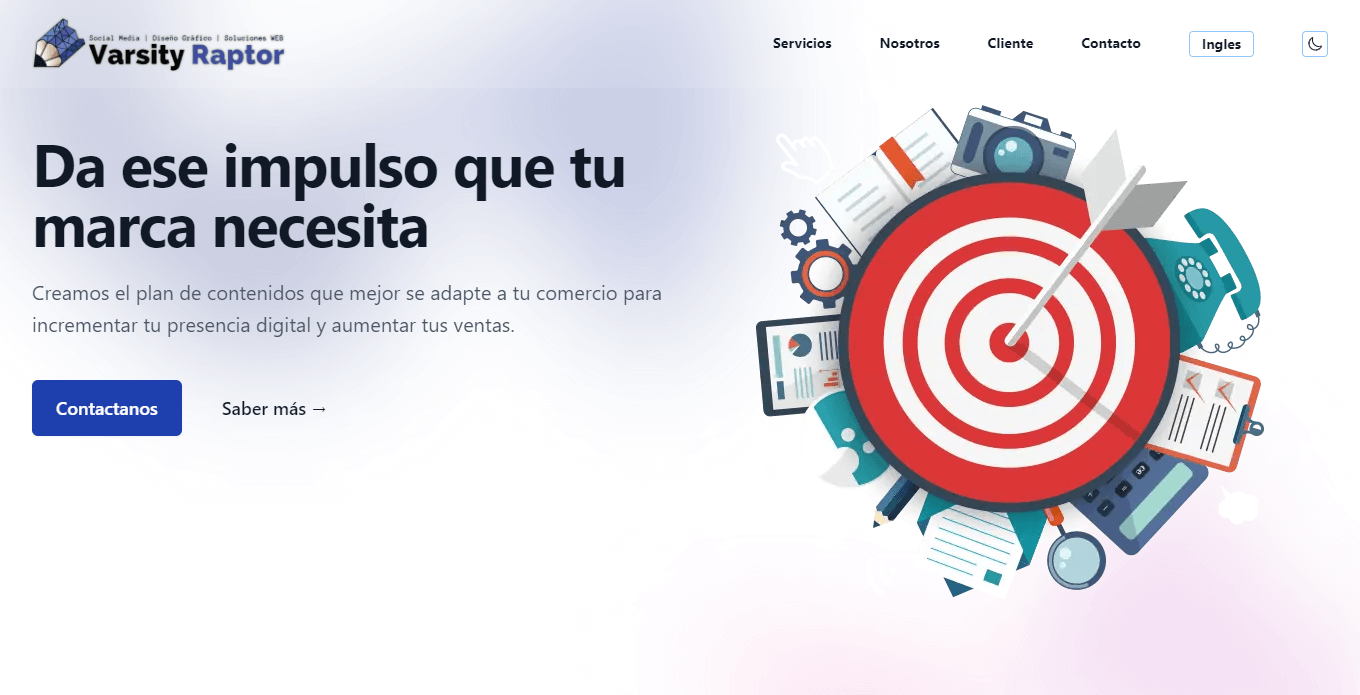 Social Media | Diseño Gráfico | Soluciones WEB
Varsity Raptor
Servicios
Nosotros
Cliente
Contacto
Ingles
Da ese impulso que tu
marca necesita
Creamos el plan de contenidos que mejor se adapte a tu comercio para
incrementar tu presencia digital y aumentar tus ventas.
Contactanos
Saber más →